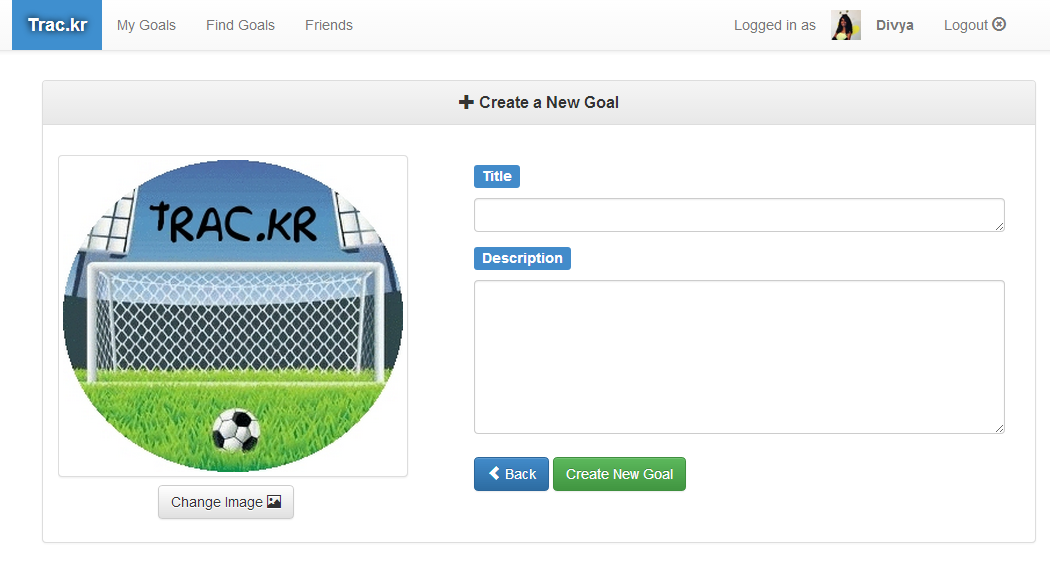 Trac.kr My Goals Find Goals Friends Logged in as Divya Logout
Create a New Goal
TRAC.KR
Title
Description
Back Create New Goal
Change Image